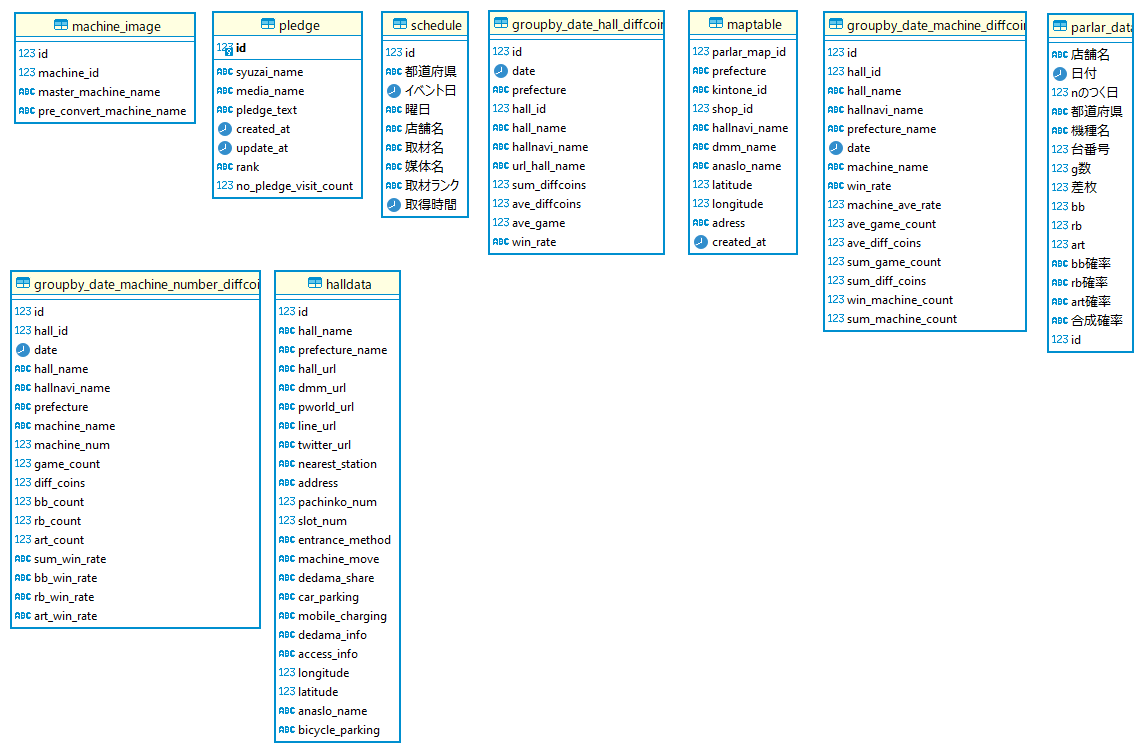 machine_image
123 id
123 machine_id
ABC master_machine_name
ABC pre_convert_machine_name
pledge
123 id
ABC syuzai_name
ABC media_name
ABC pledge_text
created_at
update_at
ABC rank
123 no_pledge_visit_count
schedule
123 id
ABC 都道府県
イベント日
ABC 曜日
ABC 店舗名
ABC 取材名
ABC 媒体名
ABC 取材ランク
取得時間
groupby_date_hall_diffcoin
123 id
date
ABC prefecture
123 hall_id
ABC hall_name
ABC hallnavi_name
ABC url_hall_name
123 sum_diffcoins
123 ave_diffcoins
123 ave_game
ABC win_rate
maptable
123 parlar_map_id
ABC prefecture
123 kintone_id
123 shop_id
ABC hallnavi_name
ABC dmm_name
ABC anaslo_name
123 latitude
123 longitude
ABC adress
created_at
groupby_date_machine_diffcoin
123 id
123 hall_id
ABC hall_name
ABC hallnavi_name
ABC prefecture_name
date
ABC machine_name
ABC win_rate
123 machine_ave_rate
123 ave_game_count
123 ave_diff_coins
123 sum_game_count
123 sum_diff_coins
123 win_machine_count
123 sum_machine_count
parlar_data
ABC 店舗名
日付
123 nのつく日
ABC 都道府県
ABC 機種名
123 台番号
123 g数
123 差枚
123 bb
123 rb
123 art
ABC bb確率
ABC rb確率
ABC art確率
ABC 合成確率
123 id
groupby_date_machine_number_diffcoi
123 id
123 hall_id
date
ABC hall_name
ABC hallnavi_name
ABC prefecture
ABC machine_name
123 machine_num
123 game_count
123 diff_coins
123 bb_count
123 rb_count
123 art_count
ABC sum_win_rate
ABC bb_win_rate
ABC rb_win_rate
ABC art_win_rate
halldata
123 id
ABC hall_name
ABC prefecture_name
ABC hall_url
ABC dmm_url
ABC pworld_url
ABC line_url
ABC twitter_url
ABC nearest_station
ABC address
123 pachinko_num
123 slot_num
ABC entrance_method
ABC machine_move
ABC dedama_share
ABC car_parking
ABC mobile_charging
ABC dedama_info
ABC access_info
123 longitude
123 latitude
ABC anaslo_name
ABC bicycle_parking